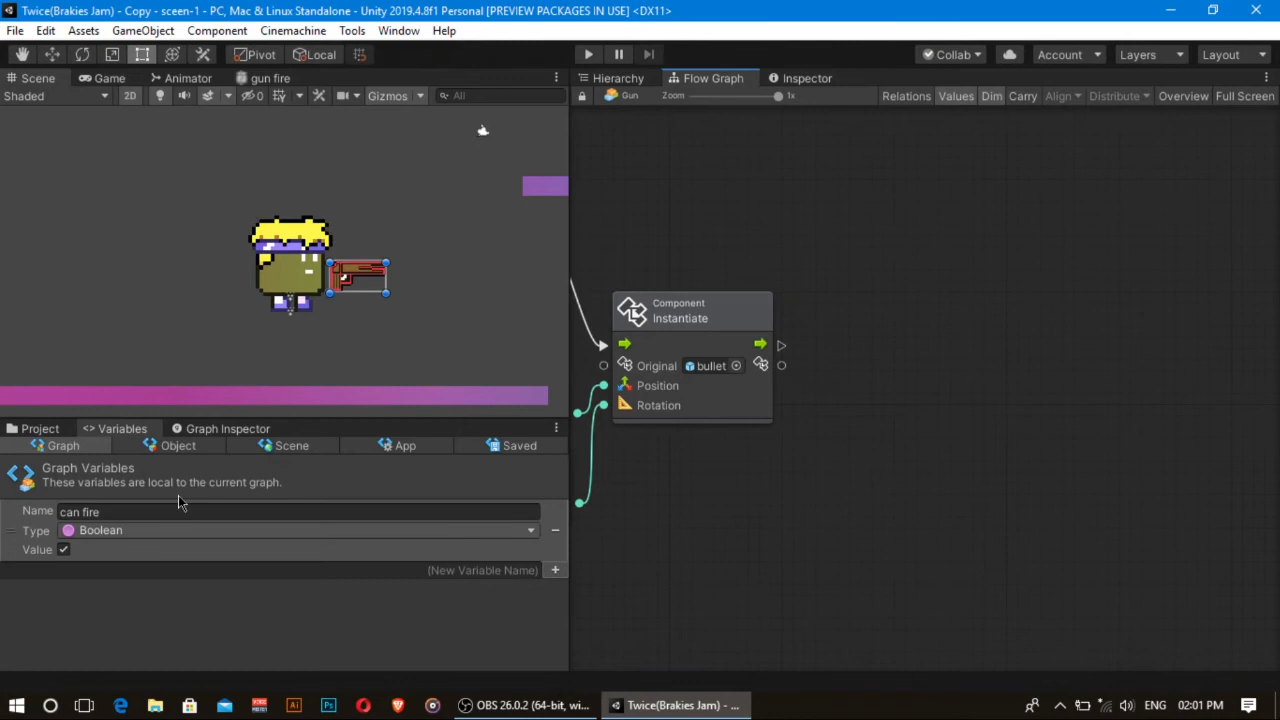 Twice(Brakies Jam) - Copy - sceen-1 - PC, Mac & Linux Standalone - Unity 2019.4.8f1 Personal [PREVIEW PACKAGES IN USE] <DX11>
File Edit Assets GameObject Component Cinemachine Tools Window Help
Pivot Local Collab Account Layers Layout
Scene Game Animator gun fire Hierarchy Flow Graph Inspector
Shaded 2D 0 Gizmos All Gun Zoom 1x Relations Values Dim Carry Align Distribute Overview Full Screen
Component
Instantiate
Original bullet
Position
Rotation
Project <> Variables Graph Inspector
Graph Object Scene App Saved
Graph Variables
These variables are local to the current graph.
Name can fire
Type Boolean
Value
(New Variable Name)
OBS 26.0.2 (64-bit, wi... Twice(Brakies Jam) - ... ENG 02:01 PM